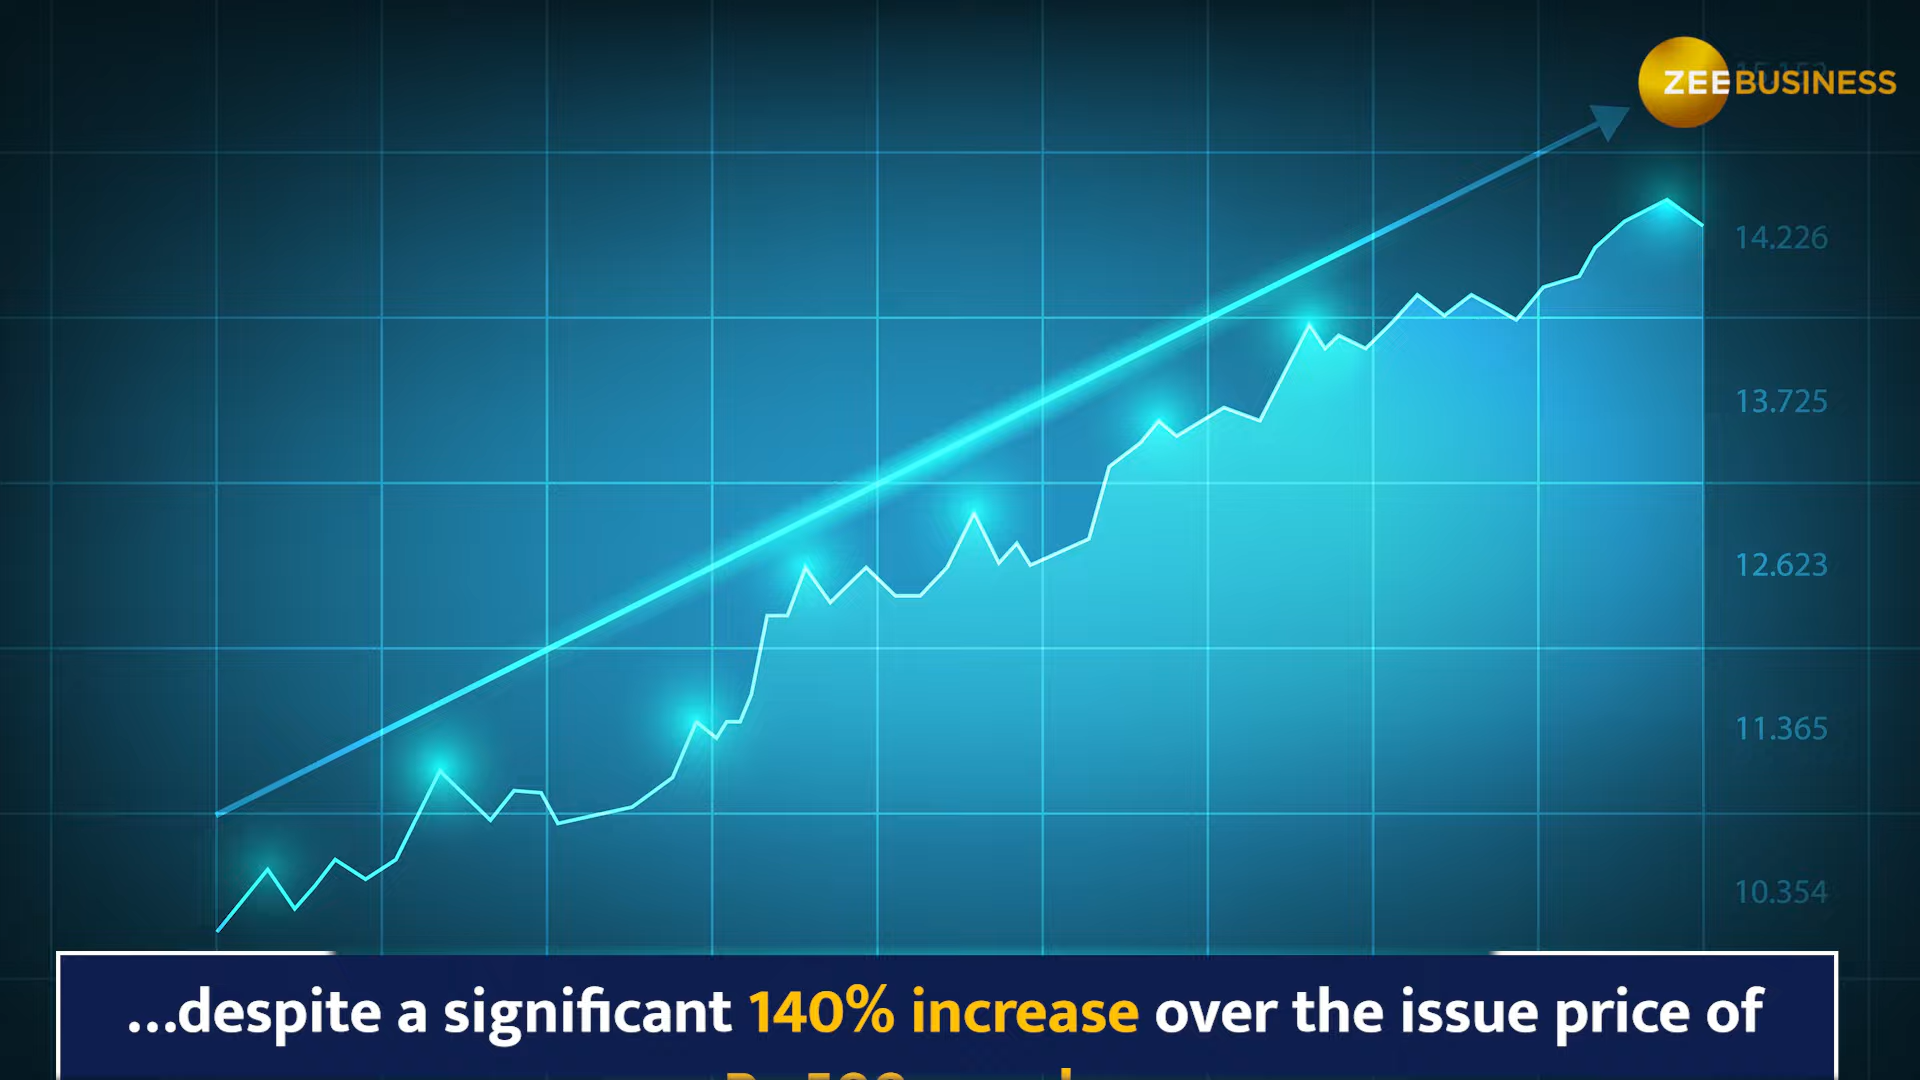 ZEEBUSINESS
14.226
13.725
12.623
11.365
10.354
...despite a significant 140% increase over the issue price of